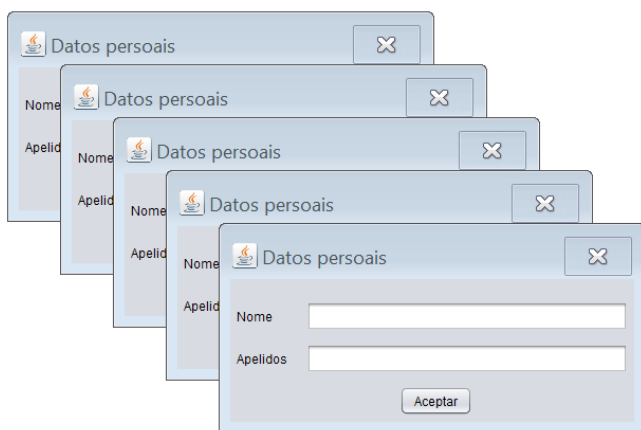 Datos persoais
Nome
Apelid
Datos persoais
Nome
Apelid
Datos persoais
Nome
Apelid
Datos persoais
Nome
Apelid
Datos persoais
Nome
Apelidos
Aceptar